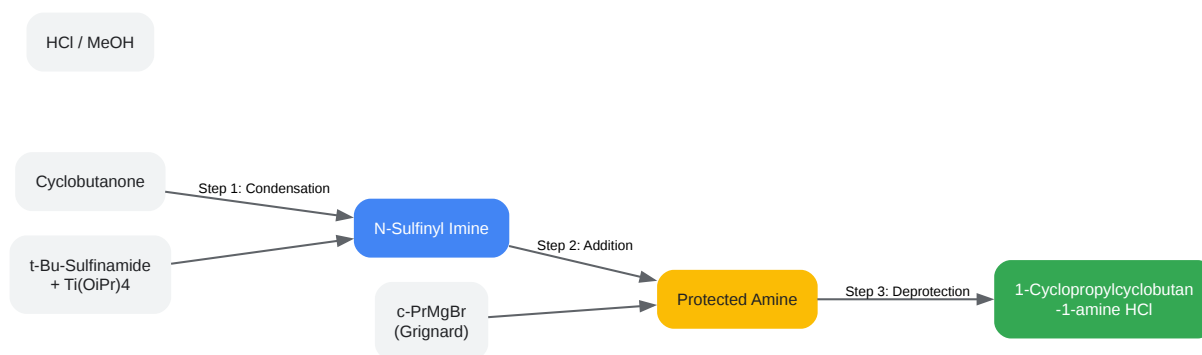 HCl / MeOH
Cyclobutanone
Step 1: Condensation
t-Bu-Sulfinamide
+ Ti(OiPr)4
N-Sulfinyl Imine
Step 2: Addition
c-PrMgBr
(Grignard)
Protected Amine
Step 3: Deprotection
1-Cyclopropylcyclobutan
-1-amine HCl